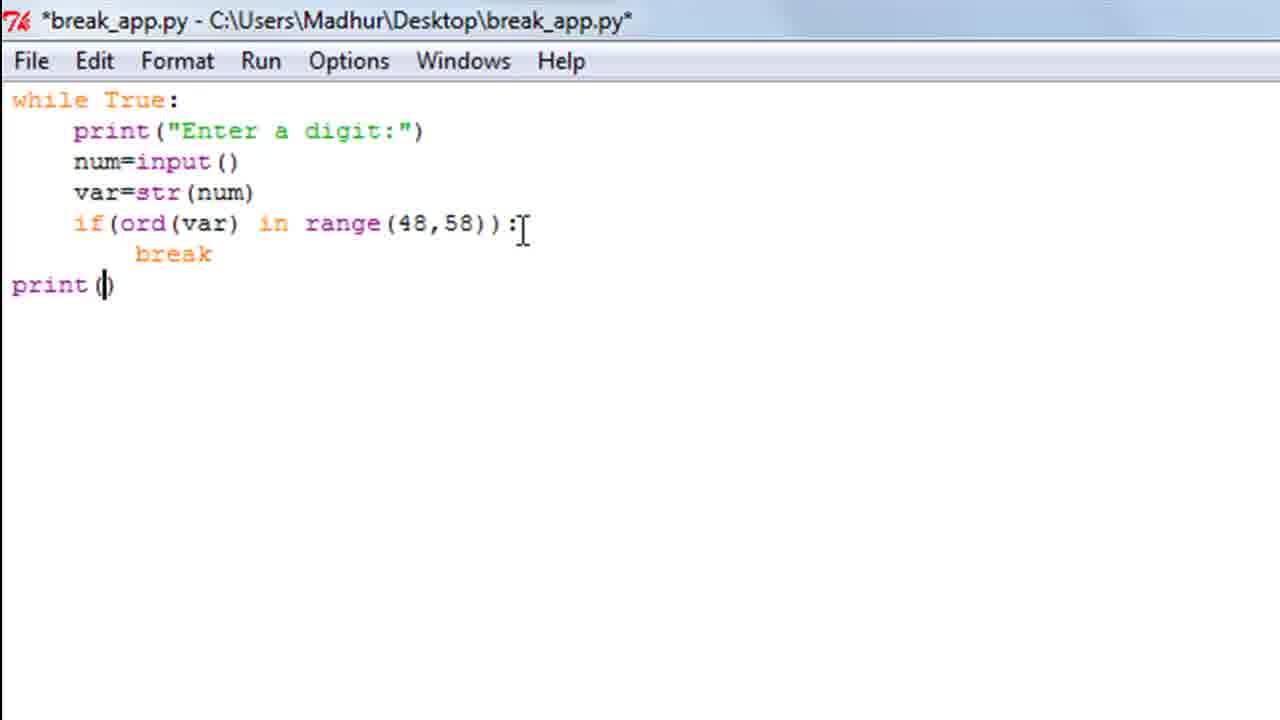 *break_app.py - C:\Users\Madhur\Desktop\break_app.py*
File Edit Format Run Options Windows Help
while True:
    print("Enter a digit:")
    num=input()
    var=str(num)
    if(ord(var) in range(48,58)):
        break
print()